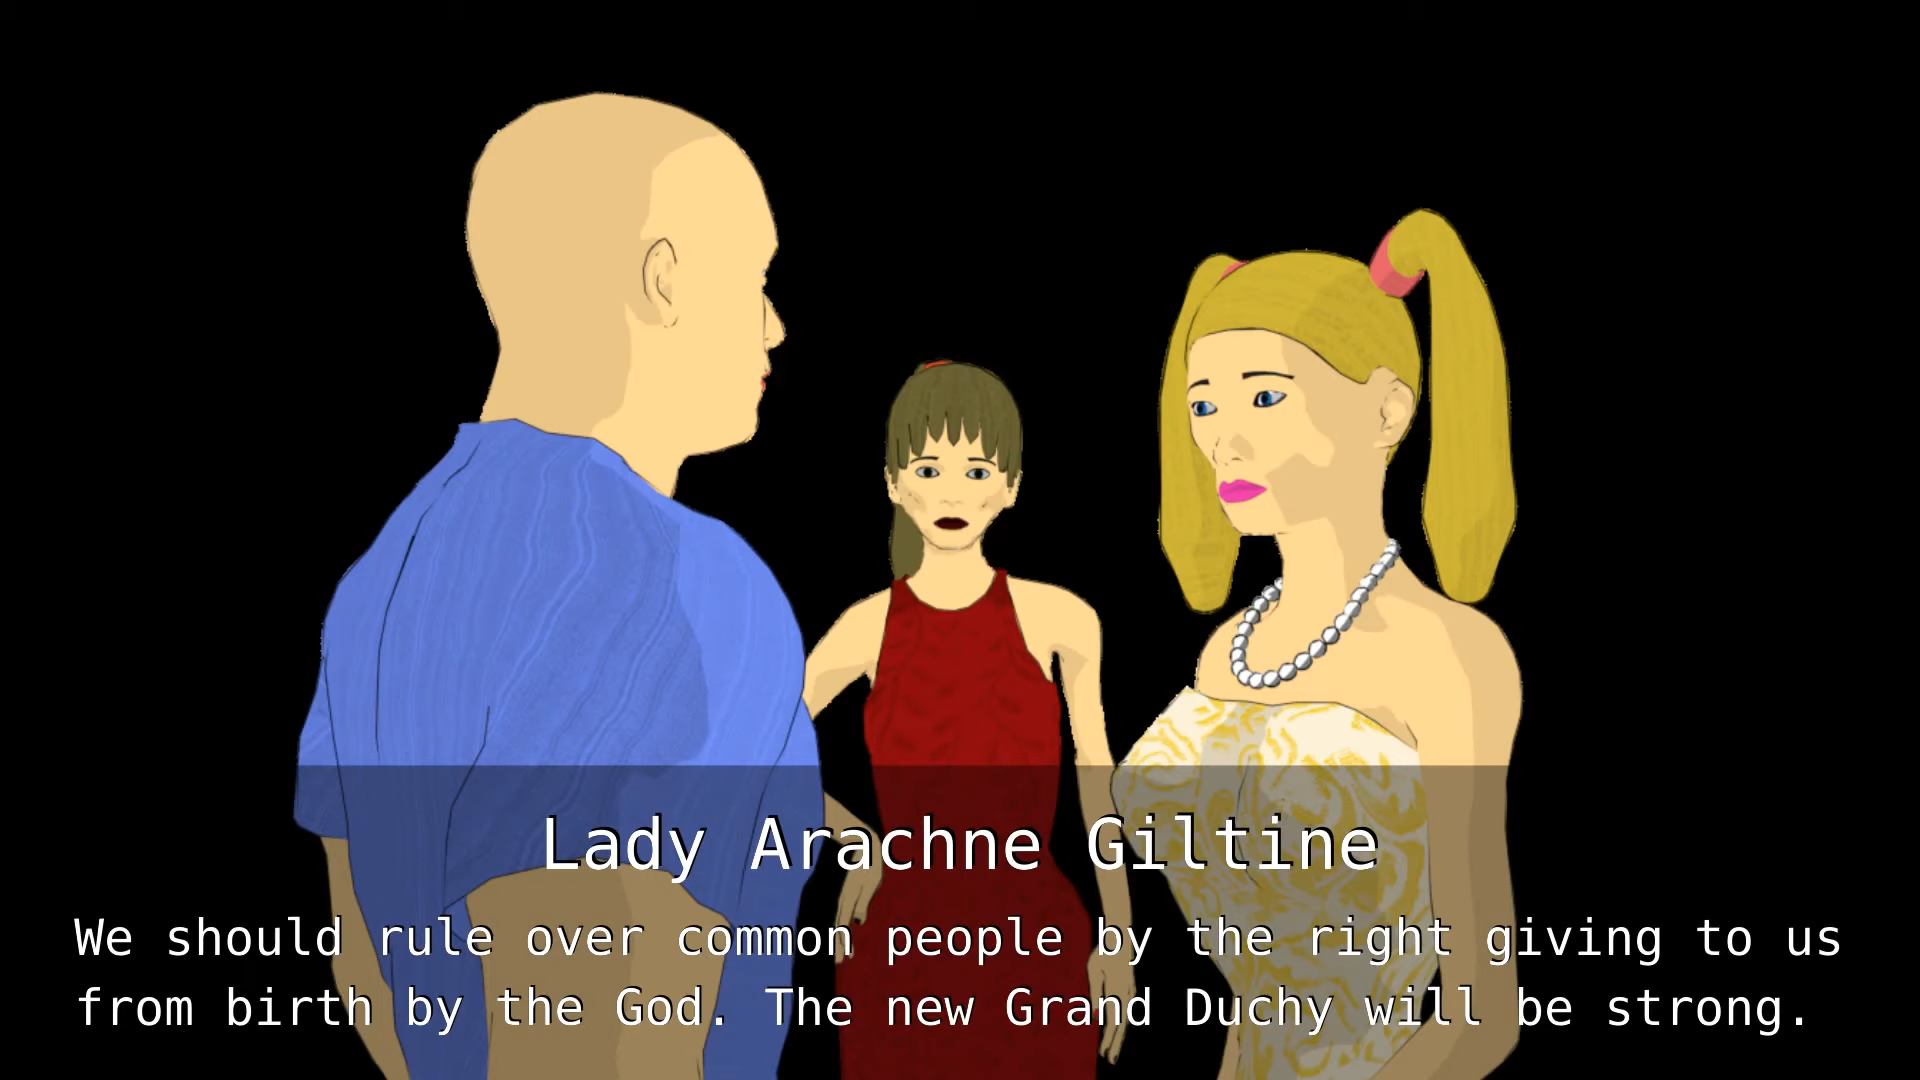 Lady Arachne Giltine
We should rule over common people by the right giving to us
from birth by the God. The new Grand Duchy will be strong.